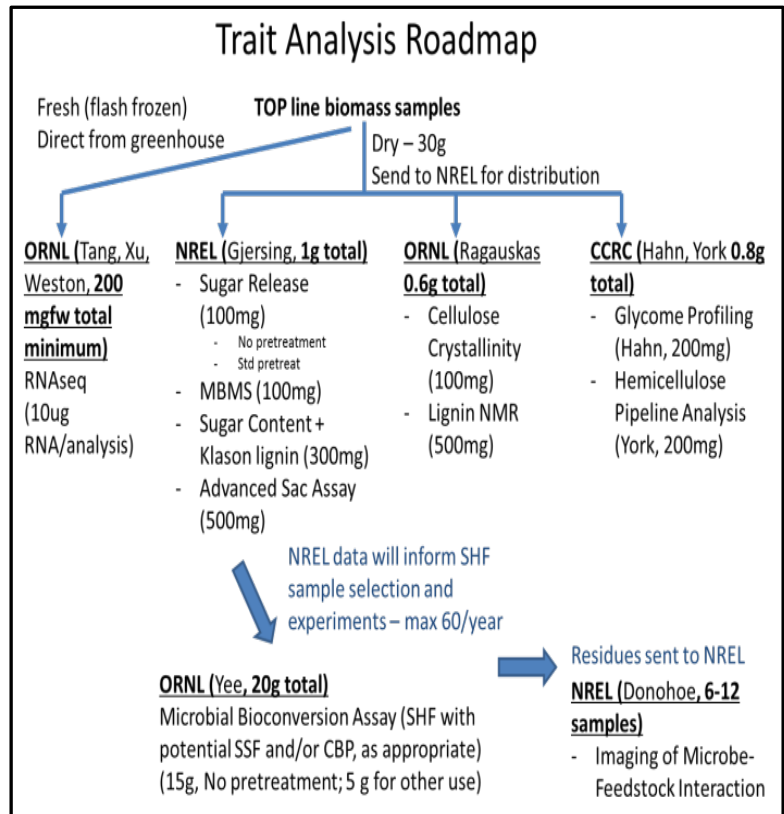 Trait Analysis Roadmap
Fresh (flash frozen)
Direct from greenhouse
TOP line biomass samples
Dry – 30g
Send to NREL for distribution
ORNL (Tang, Xu,
Weston, 200
mgfw total
minimum)
RNAseq
(10ug
RNA/analysis)
NREL (Gjersing, 1g total)
- Sugar Release
(100mg)
- No pretreatment
- Std pretreat
- MBMS (100mg)
- Sugar Content +
Klason lignin (300mg)
- Advanced Sac Assay
(500mg)
ORNL (Ragauskas
0.6g total)
- Cellulose
Crystallinity
(100mg)
- Lignin NMR
(500mg)
CCRC (Hahn, York 0.8g
total)
- Glycome Profiling
(Hahn, 200mg)
- Hemicellulose
Pipeline Analysis
(York, 200mg)
NREL data will inform SHF
sample selection and
experiments – max 60/year
ORNL (Yee, 20g total)
Microbial Bioconversion Assay (SHF with
potential SSF and/or CBP, as appropriate)
(15g, No pretreatment; 5 g for other use)
Residues sent to NREL
NREL (Donohoe, 6-12
samples)
- Imaging of Microbe-
Feedstock Interaction